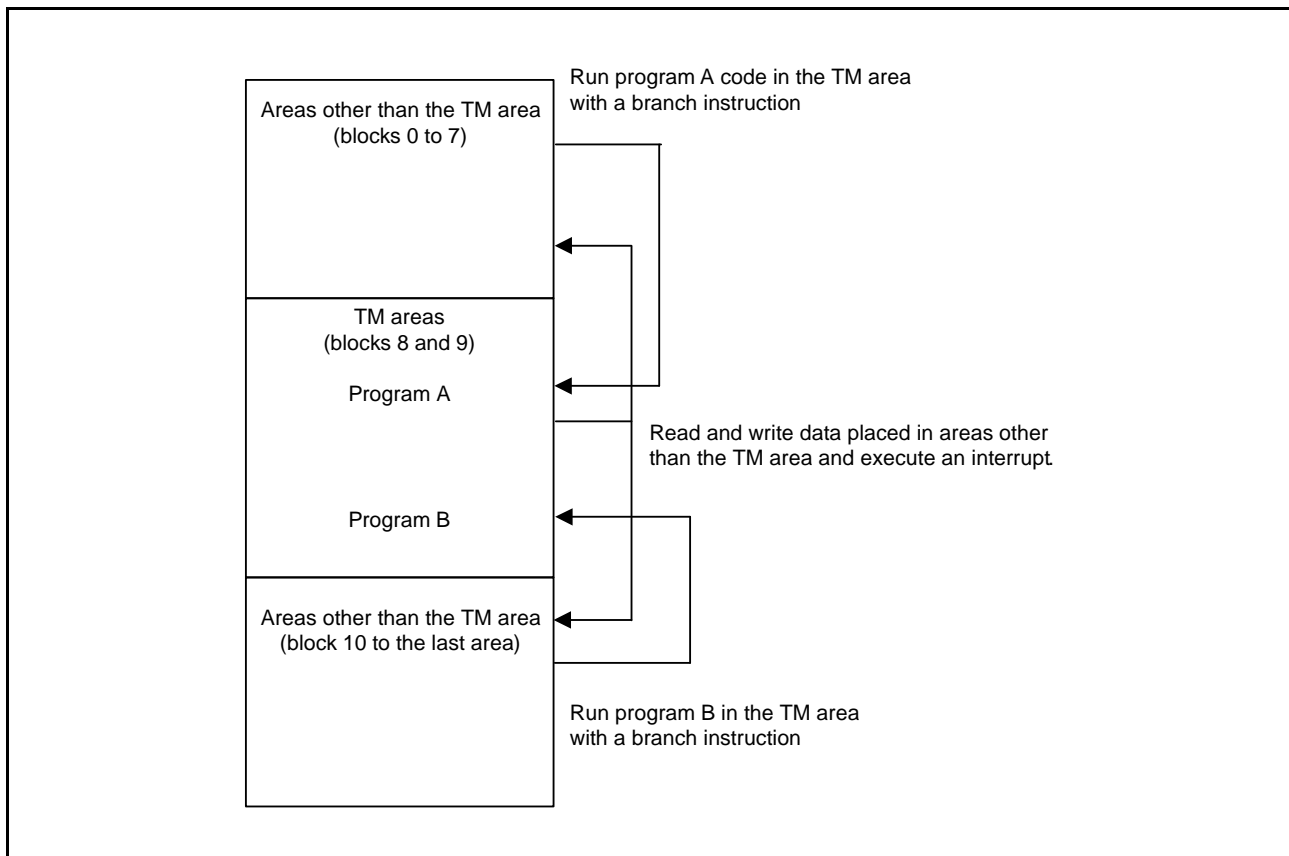 Run program A code in the TM area
with a branch instruction
Areas other than the TM area
(blocks 0 to 7)
TM areas
(blocks 8 and 9)
Program A
Read and write data placed in areas other
than the TM area and execute an interrupt.
Program B
Areas other than the TM area
(block 10 to the last area)
Run program B in the TM area
with a branch instruction